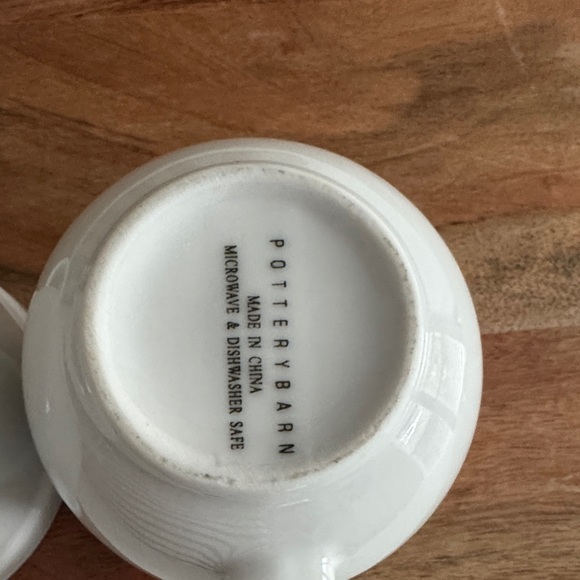 POTTERYBARN
MADE IN CHINA
MICROWAVE & DISHWASHER SAFE